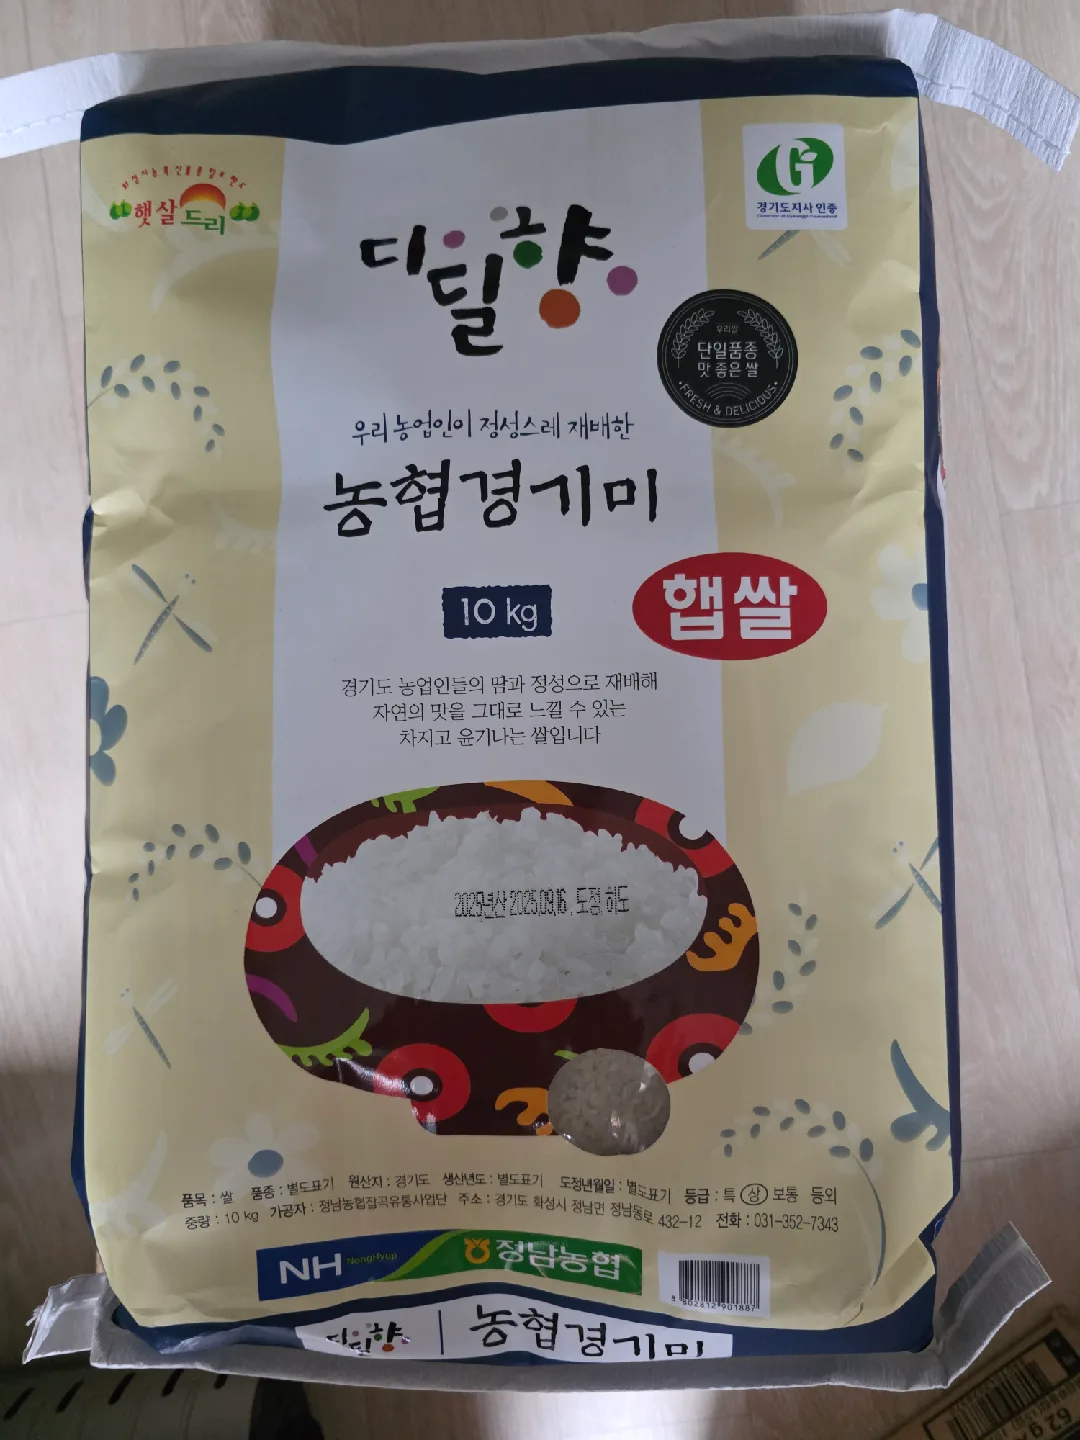 햇살드리
경기도지사 인증
디딜향
우리쌀
단일품종
맛 좋은 쌀
FRESH & DELICIOUS
우리 농업인이 정성스레 재배한
농협경기미
10 kg
햅쌀
경기도 농업인들의 땀과 정성으로 재배해
자연의 맛을 그대로 느낄 수 있는
차지고 윤기나는 쌀입니다
2025.09.16. 도정
품목 : 쌀 품종 : 별도표기 원산지 : 경기도 생산년도 : 별도표기 도정년월일 : 별도표기 등급 : 특 상 보통 등외
중량 : 10 kg 가공자 : 정남농협잡곡유통사업단 주소 : 경기도 화성시 정남면 정남동로 432-12 전화 : 031-352-7343
NH NongHyup 정남농협
8 802612 901887
디딜향 농협경기미